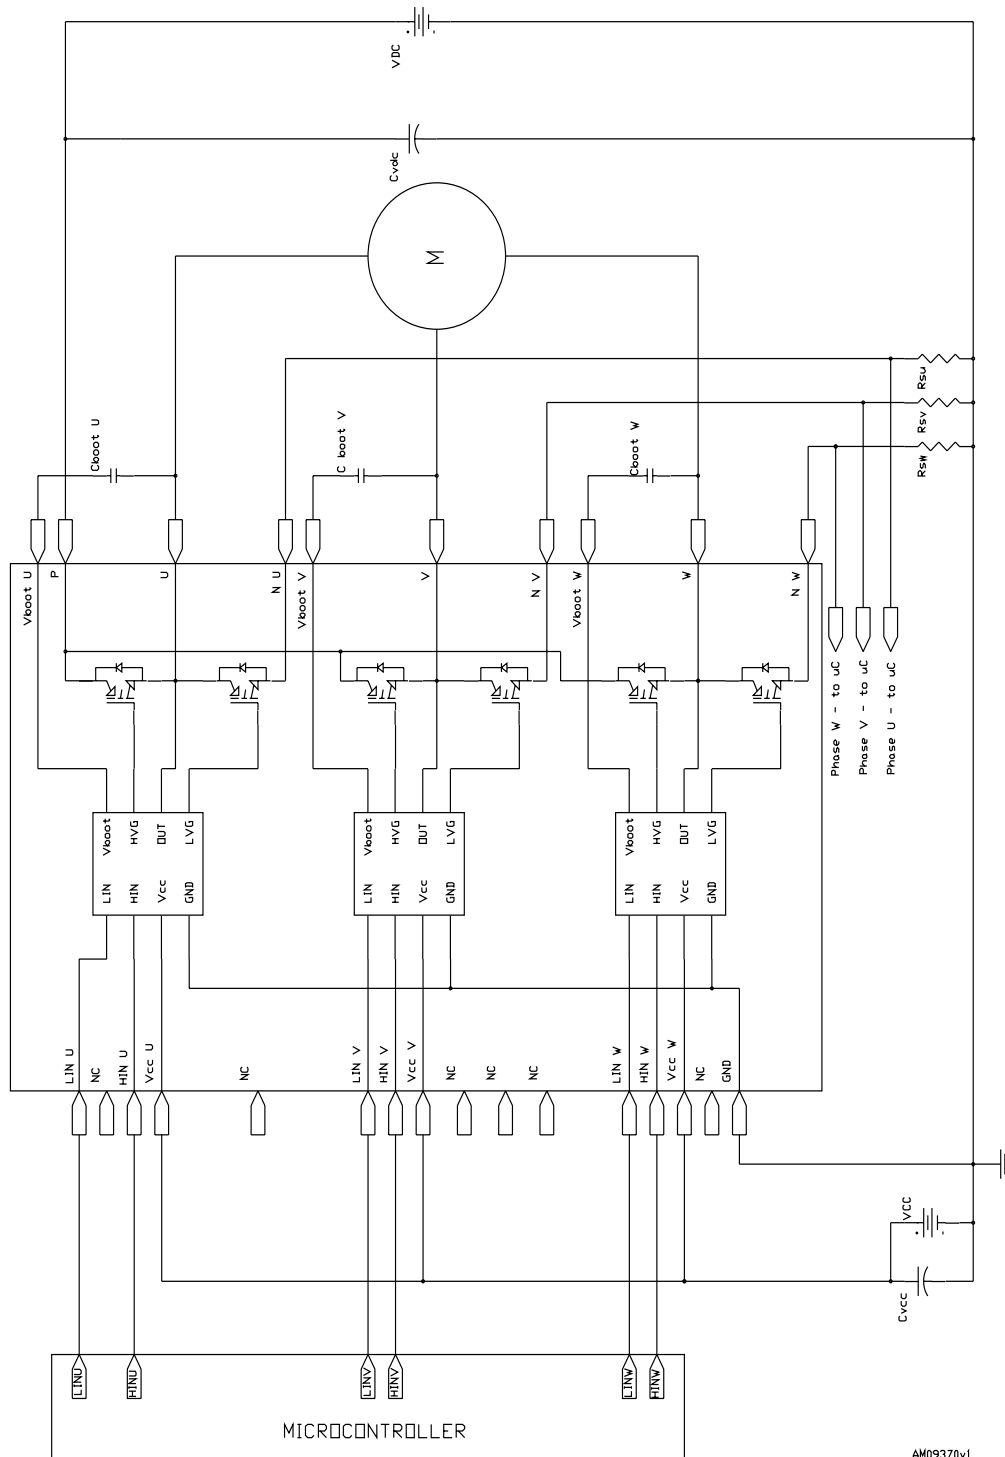 VDC
Cvdc
M
Rsu
Rsv
Rsw
Cboot U
C boot V
Cboot W
Vboot U
P
U
N U
Vboot V
V
N V
Vboot W
W
N W
Phase W - to uC
Phase V - to uC
Phase U - to uC
Vboot
HVG
OUT
LVG
LIN
HIN
Vcc
GND
Vboot
HVG
OUT
LVG
LIN
HIN
Vcc
GND
Vboot
HVG
OUT
LVG
LIN
HIN
Vcc
GND
LIN U
NC
HIN U
Vcc U
NC
LIN V
HIN V
Vcc V
NC
NC
NC
LIN W
HIN W
Vcc W
NC
GND
VCC
Cvcc
LINU
HINU
LINV
HINV
LINW
HINW
MICROCONTROLLER
AM09370v1